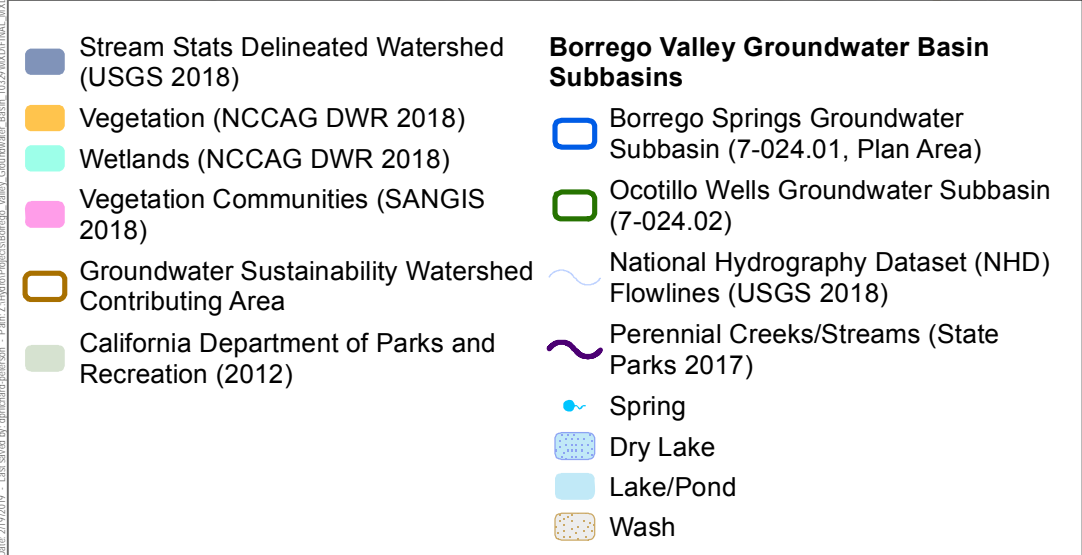 Stream Stats Delineated Watershed
(USGS 2018)
Vegetation (NCCAG DWR 2018)
Wetlands (NCCAG DWR 2018)
Vegetation Communities (SANGIS
2018)
Groundwater Sustainability Watershed
Contributing Area
California Department of Parks and
Recreation (2012)
Borrego Valley Groundwater Basin
Subbasins
Borrego Springs Groundwater
Subbasin (7-024.01, Plan Area)
Ocotillo Wells Groundwater Subbasin
(7-024.02)
National Hydrography Dataset (NHD)
Flowlines (USGS 2018)
Perennial Creeks/Streams (State
Parks 2017)
Spring
Dry Lake
Lake/Pond
Wash